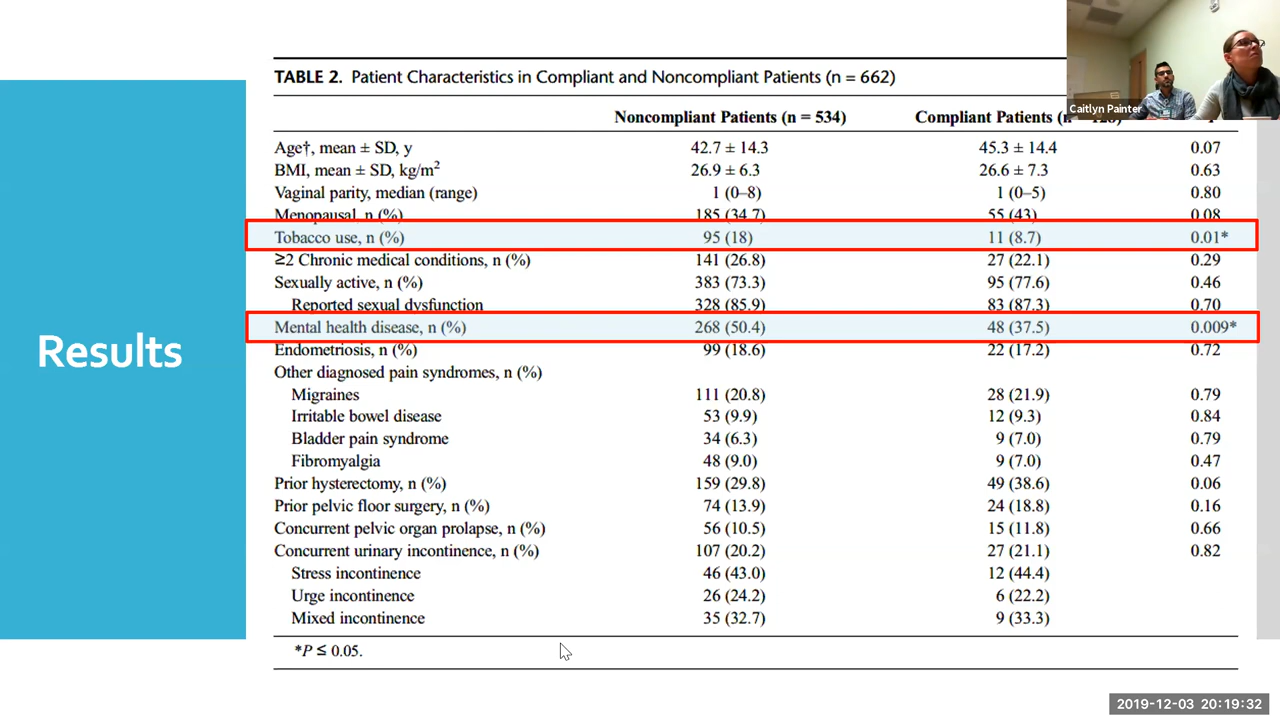 Results
TABLE 2. Patient Characteristics in Compliant and Noncompliant Patients (n = 662)
Caitlyn Painter
Noncompliant Patients (n = 534) Compliant Patients
Age†, mean ± SD, y 42.7 ± 14.3 45.3 ± 14.4 0.07
BMI, mean ± SD, kg/m² 26.9 ± 6.3 26.6 ± 7.3 0.63
Vaginal parity, median (range) 1 (0–8) 1 (0–5) 0.80
Menopausal, n (%) 185 (34.7) 55 (43) 0.08
Tobacco use, n (%) 95 (18) 11 (8.7) 0.01*
≥2 Chronic medical conditions, n (%) 141 (26.8) 27 (22.1) 0.29
Sexually active, n (%) 383 (73.3) 95 (77.6) 0.46
Reported sexual dysfunction 328 (85.9) 83 (87.3) 0.70
Mental health disease, n (%) 268 (50.4) 48 (37.5) 0.009*
Endometriosis, n (%) 99 (18.6) 22 (17.2) 0.72
Other diagnosed pain syndromes, n (%)
Migraines 111 (20.8) 28 (21.9) 0.79
Irritable bowel disease 53 (9.9) 12 (9.3) 0.84
Bladder pain syndrome 34 (6.3) 9 (7.0) 0.79
Fibromyalgia 48 (9.0) 9 (7.0) 0.47
Prior hysterectomy, n (%) 159 (29.8) 49 (38.6) 0.06
Prior pelvic floor surgery, n (%) 74 (13.9) 24 (18.8) 0.16
Concurrent pelvic organ prolapse, n (%) 56 (10.5) 15 (11.8) 0.66
Concurrent urinary incontinence, n (%) 107 (20.2) 27 (21.1) 0.82
Stress incontinence 46 (43.0) 12 (44.4)
Urge incontinence 26 (24.2) 6 (22.2)
Mixed incontinence 35 (32.7) 9 (33.3)
*P ≤ 0.05.
2019-12-03 20:19:32